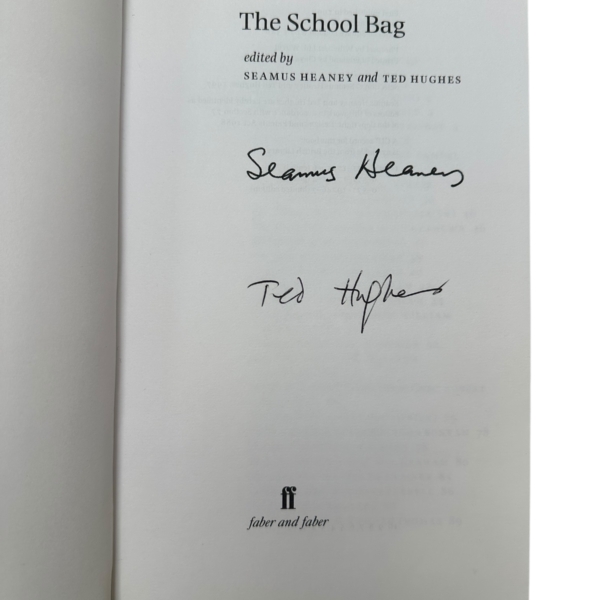 The School Bag
edited by
SEAMUS HEANEY and TED HUGHES
Seamus Heaney
Ted Hughes
ff
faber and faber